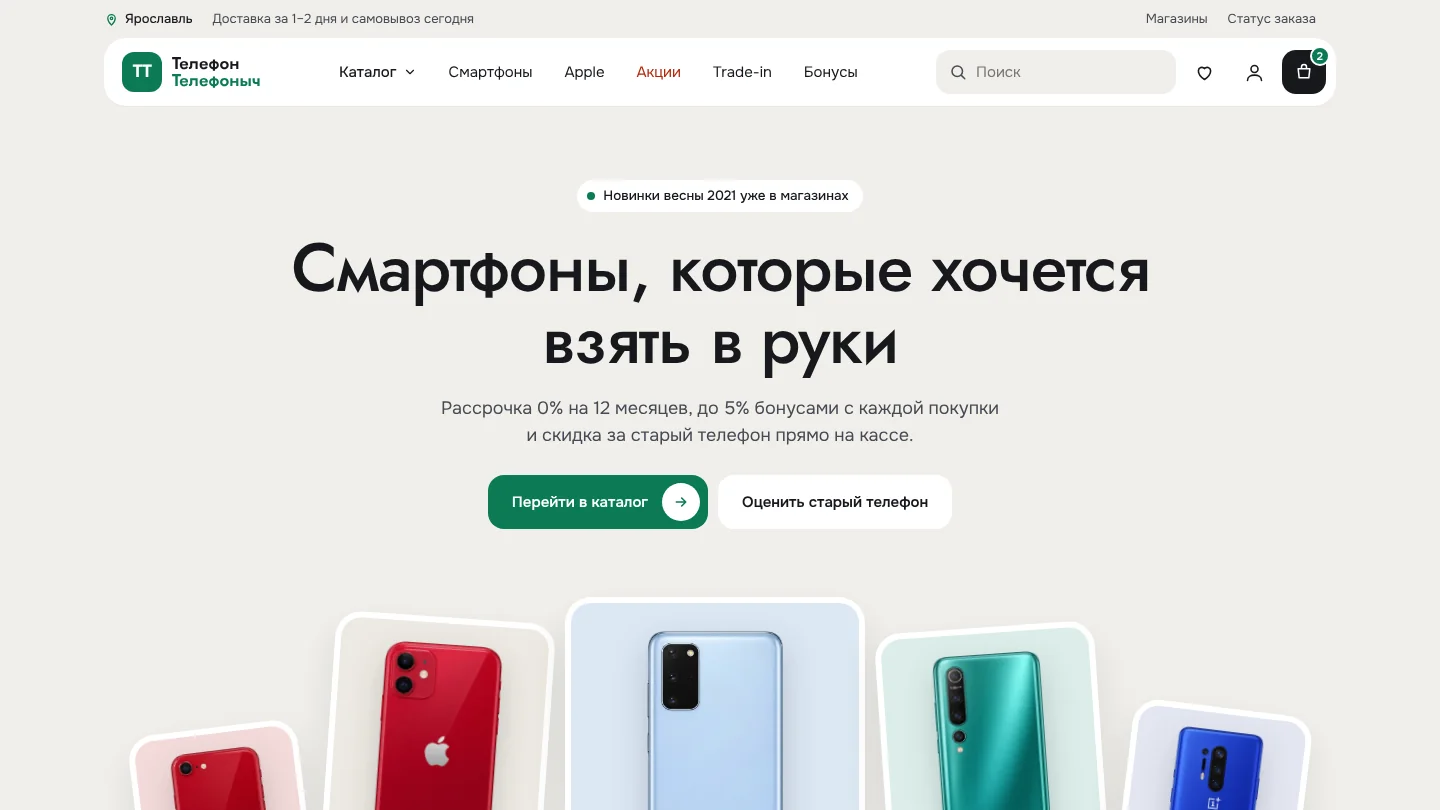 Ярославль
Доставка за 1–2 дня и самовывоз сегодня
Магазины
Статус заказа
ТТ
Телефон
Телефоныч
Каталог
Смартфоны
Apple
Акции
Trade-in
Бонусы
Поиск
2
Новинки весны 2021 уже в магазинах
Смартфоны, которые хочется
взять в руки
Рассрочка 0% на 12 месяцев, до 5% бонусами с каждой покупки
и скидка за старый телефон прямо на кассе.
Перейти в каталог
Оценить старый телефон